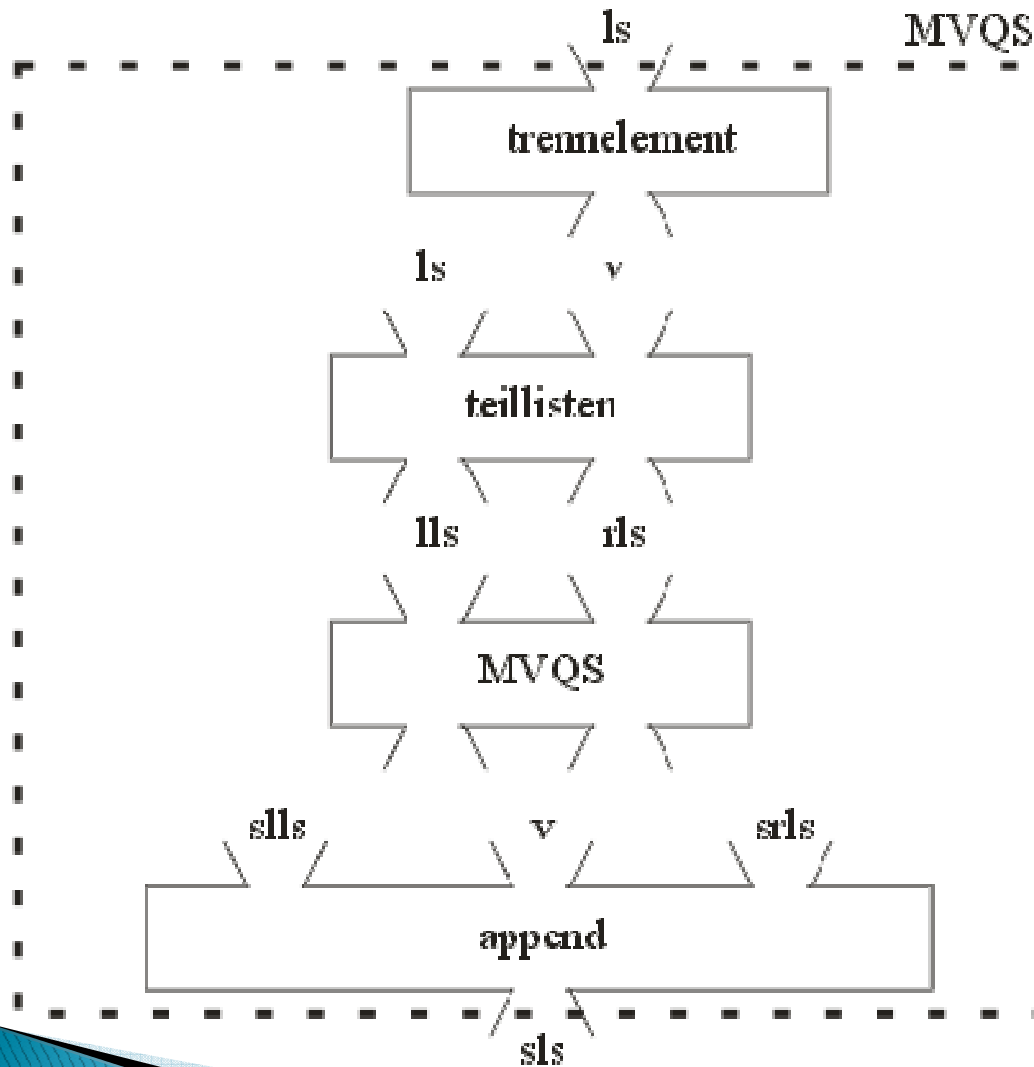 ls MVQS
trennelement
ls v
teillisten
lls rls
MVQS
slls v srls
append
sls